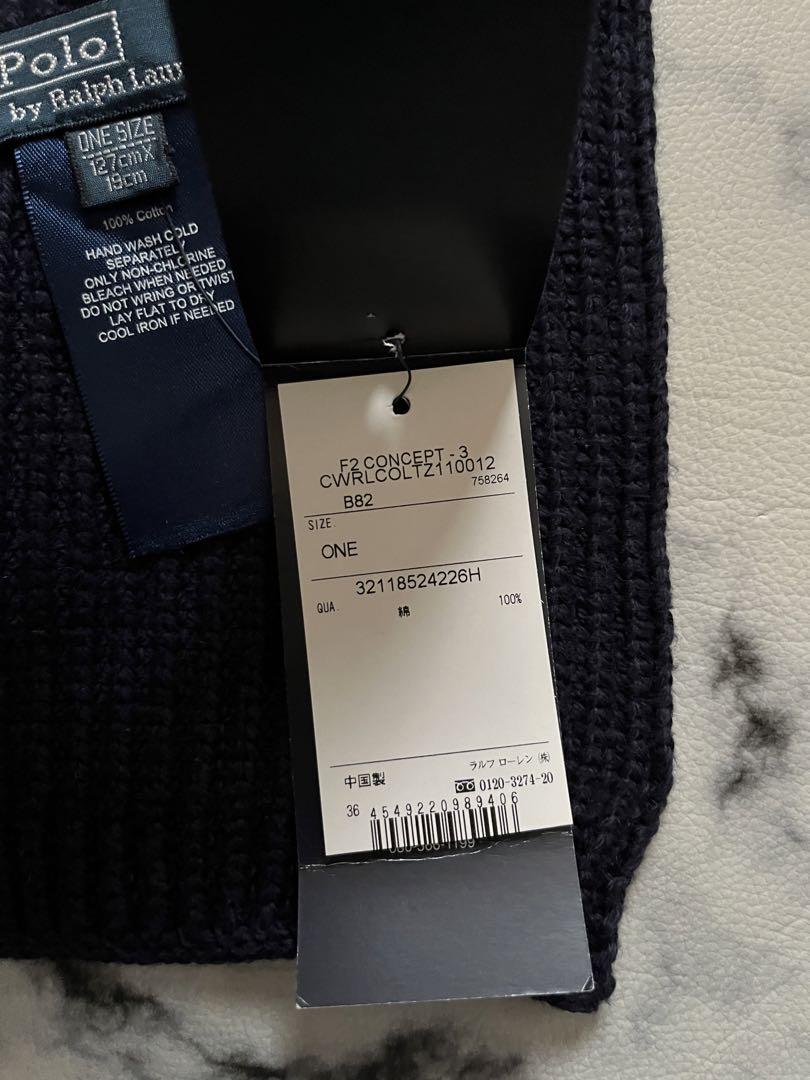 Polo
by Ralph
ONE SIZE
127cmX
19cm
100% Cotton
HAND WASH COLD
SEPARATELY
ONLY NON-CHLORINE
BLEACH WHEN NEEDED
DO NOT WRING OR TWIST
LAY FLAT TO DRY
COOL IRON IF NEEDED
F2 CONCEPT - 3
CWRLCOLTZ110012
B82 758264
SIZE.
ONE
32118524226H
QUA. 綿 100%
ラルフ ローレン ㈱
中国製 0120-3274-20
36 4549220989406